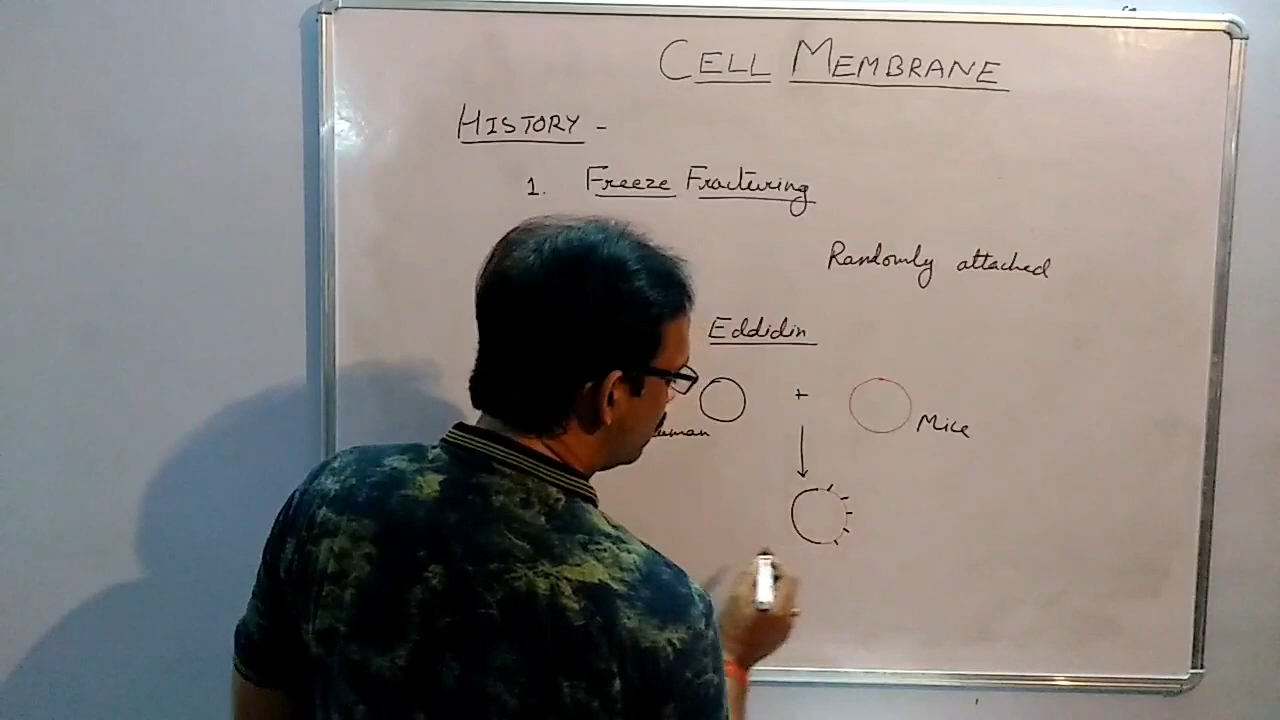 CELL MEMBRANE
HISTORY -
1. Freeze Fracturing
Randomly attached
Eddidin
+
Mice